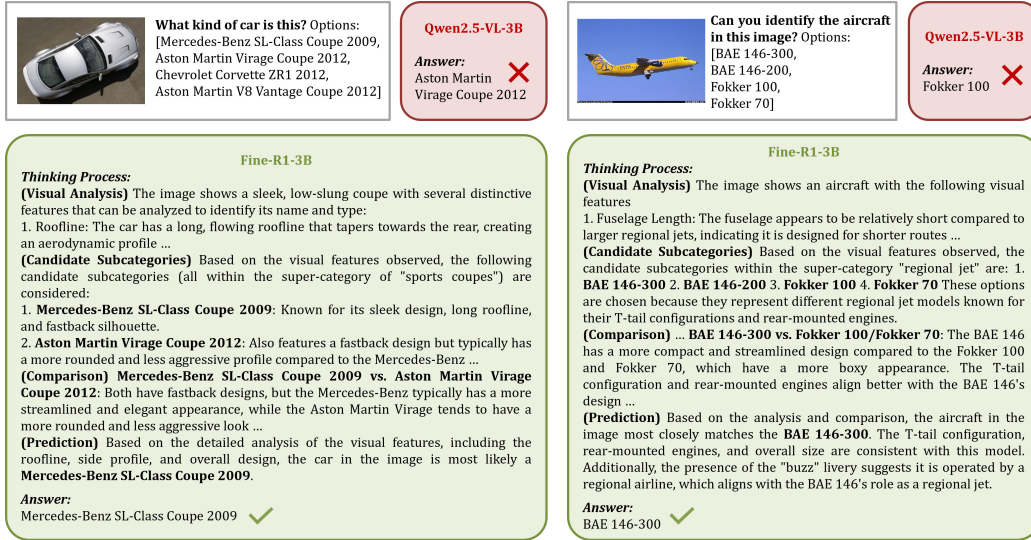 What kind of car is this? Options:
[Mercedes-Benz SL-Class Coupe 2009,
Aston Martin Virage Coupe 2012,
Chevrolet Corvette ZR1 2012,
Aston Martin V8 Vantage Coupe 2012]
Qwen2.5-VL-3B
Answer:
Aston Martin
Virage Coupe 2012
Can you identify the aircraft
in this image? Options:
[BAE 146-300,
BAE 146-200,
Fokker 100,
Fokker 70]
Qwen2.5-VL-3B
Answer:
Fokker 100
Fine-R1-3B
Thinking Process:
(Visual Analysis) The image shows a sleek, low-slung coupe with several distinctive
features that can be analyzed to identify its name and type:
1. Roofline: The car has a long, flowing roofline that tapers towards the rear, creating
an aerodynamic profile ...
(Candidate Subcategories) Based on the visual features observed, the following
candidate subcategories (all within the super-category of "sports coupes") are
considered:
1. Mercedes-Benz SL-Class Coupe 2009: Known for its sleek design, long roofline,
and fastback silhouette.
2. Aston Martin Virage Coupe 2012: Also features a fastback design but typically has
a more rounded and less aggressive profile compared to the Mercedes-Benz ...
(Comparison) Mercedes-Benz SL-Class Coupe 2009 vs. Aston Martin Virage
Coupe 2012: Both have fastback designs, but the Mercedes-Benz typically has a more
streamlined and elegant appearance, while the Aston Martin Virage tends to have a
more rounded and less aggressive look ...
(Prediction) Based on the detailed analysis of the visual features, including the
roofline, side profile, and overall design, the car in the image is most likely a
Mercedes-Benz SL-Class Coupe 2009.
Answer:
Mercedes-Benz SL-Class Coupe 2009
Fine-R1-3B
Thinking Process:
(Visual Analysis) The image shows an aircraft with the following visual
features
1. Fuselage Length: The fuselage appears to be relatively short compared to
larger regional jets, indicating it is designed for shorter routes ...
(Candidate Subcategories) Based on the visual features observed, the
candidate subcategories within the super-category "regional jet" are: 1.
BAE 146-300 2. BAE 146-200 3. Fokker 100 4. Fokker 70 These options
are chosen because they represent different regional jet models known for
their T-tail configurations and rear-mounted engines.
(Comparison) ... BAE 146-300 vs. Fokker 100/Fokker 70: The BAE 146
has a more compact and streamlined design compared to the Fokker 100
and Fokker 70, which have a more boxy appearance. The T-tail
configuration and rear-mounted engines align better with the BAE 146's
design ...
(Prediction) Based on the analysis and comparison, the aircraft in the
image most closely matches the BAE 146-300. The T-tail configuration,
rear-mounted engines, and overall size are consistent with this model.
Additionally, the presence of the "buzz" livery suggests it is operated by a
regional airline, which aligns with the BAE 146's role as a regional jet.
Answer:
BAE 146-300